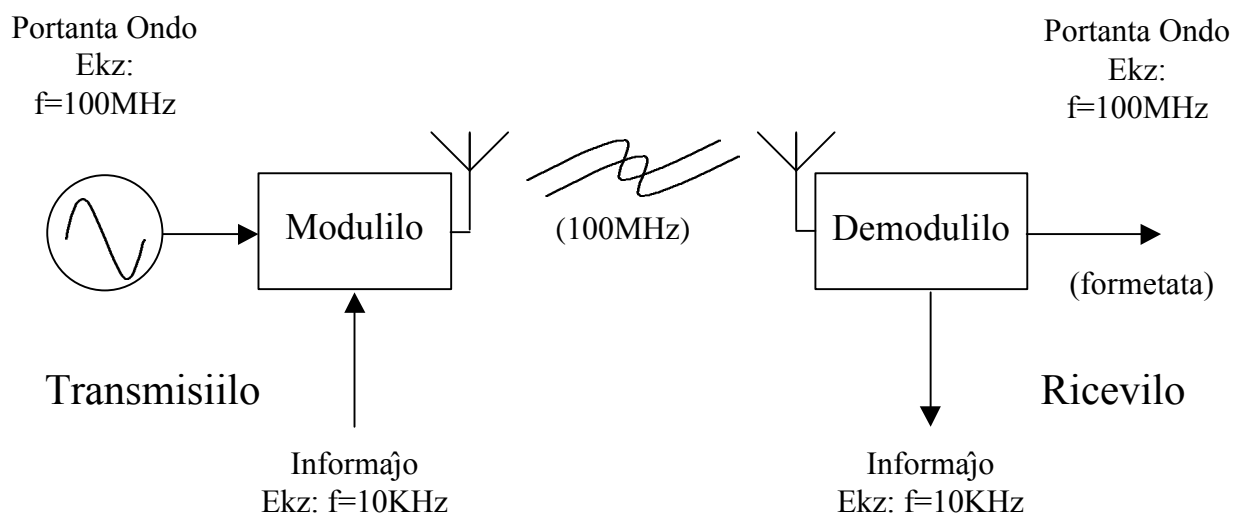 Portanta Ondo
Ekz:
f=100MHz
Portanta Ondo
Ekz:
f=100MHz
Modulilo
(100MHz)
Demodulilo
(formetata)
Transmisiilo
Ricevilo
Informaĵo
Ekz: f=10KHz
Informaĵo
Ekz: f=10KHz